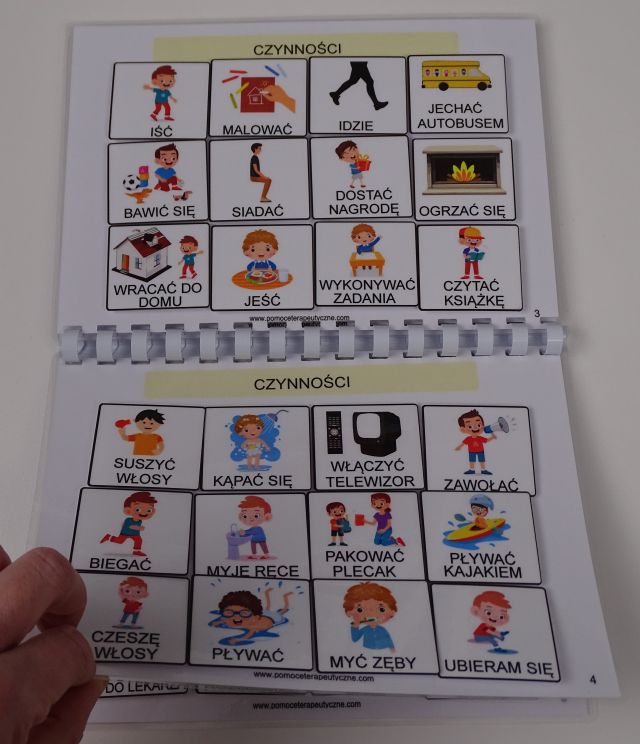 CZYNNOŚCI
IŚĆ
MALOWAĆ
IDZIE
JECHAĆ
AUTOBUSEM
BAWIĆ SIĘ
SIADAĆ
DOSTAĆ
NAGRODĘ
OGRZAĆ SIĘ
WRACAĆ DO
DOMU
JEŚĆ
WYKONYWAĆ
ZADANIA
CZYTAĆ
KSIĄŻKĘ
www.pomoceterapeutyczne.com
3
CZYNNOŚCI
SUSZYĆ
WŁOSY
KĄPAĆ SIĘ
WŁĄCZYĆ
TELEWIZOR
ZAWOŁAĆ
BIEGAĆ
MYJE RĘCE
PAKOWAĆ
PLECAK
PŁYWAĆ
KAJAKIEM
CZESZĘ
WŁOSY
PŁYWAĆ
MYĆ ZĘBY
UBIERAM SIĘ
www.pomoceterapeutyczne.com
4
DO LEKARZ
www.pomoceterapeutyczne.com